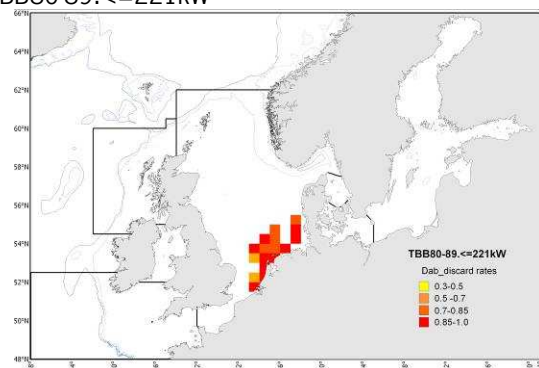 TBB80-89.<=221kW
66°N
64°N
62°N
60°N
58°N
56°N
54°N
52°N
50°N
48°N
TBB80-89.<=221kW
Dab_discard rates
0.3-0.5
0.5 -0.7
0.7-0.85
0.85-1.0